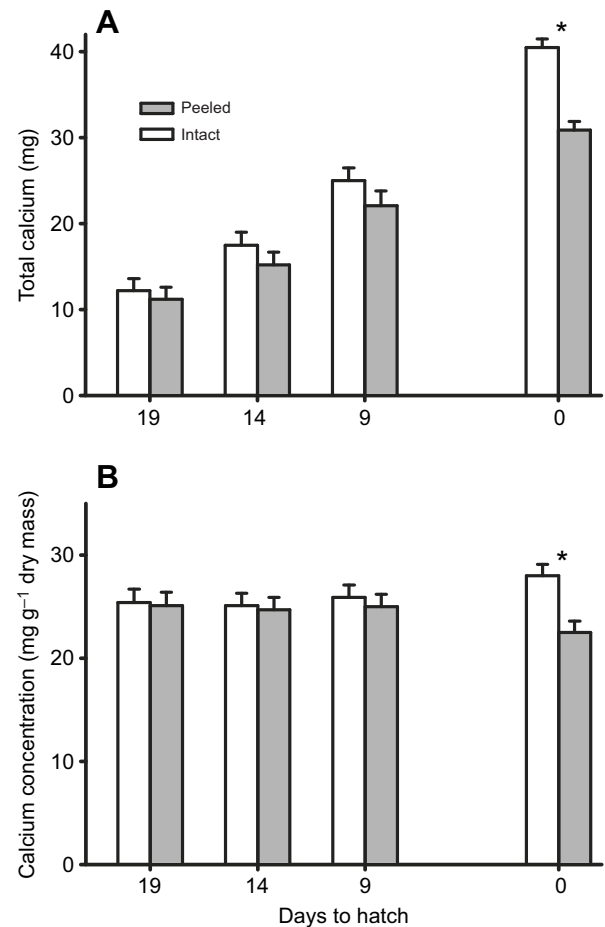 A
Total calcium (mg)
40
30
20
10
0
Peeled
Intact
*
19 14 9 0
B
Calcium concentration (mg g–1 dry mass)
30
20
10
0
*
19 14 9 0
Days to hatch